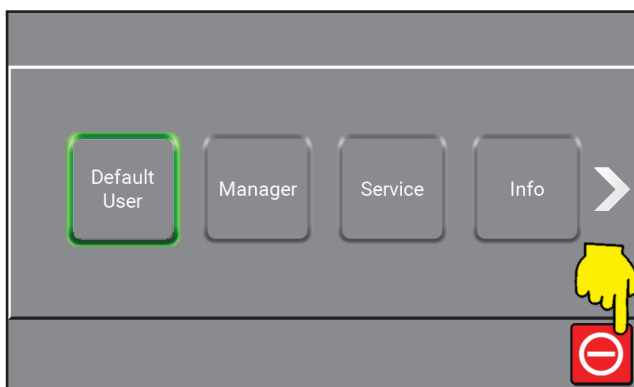 Default
User
Manager
Service
Info